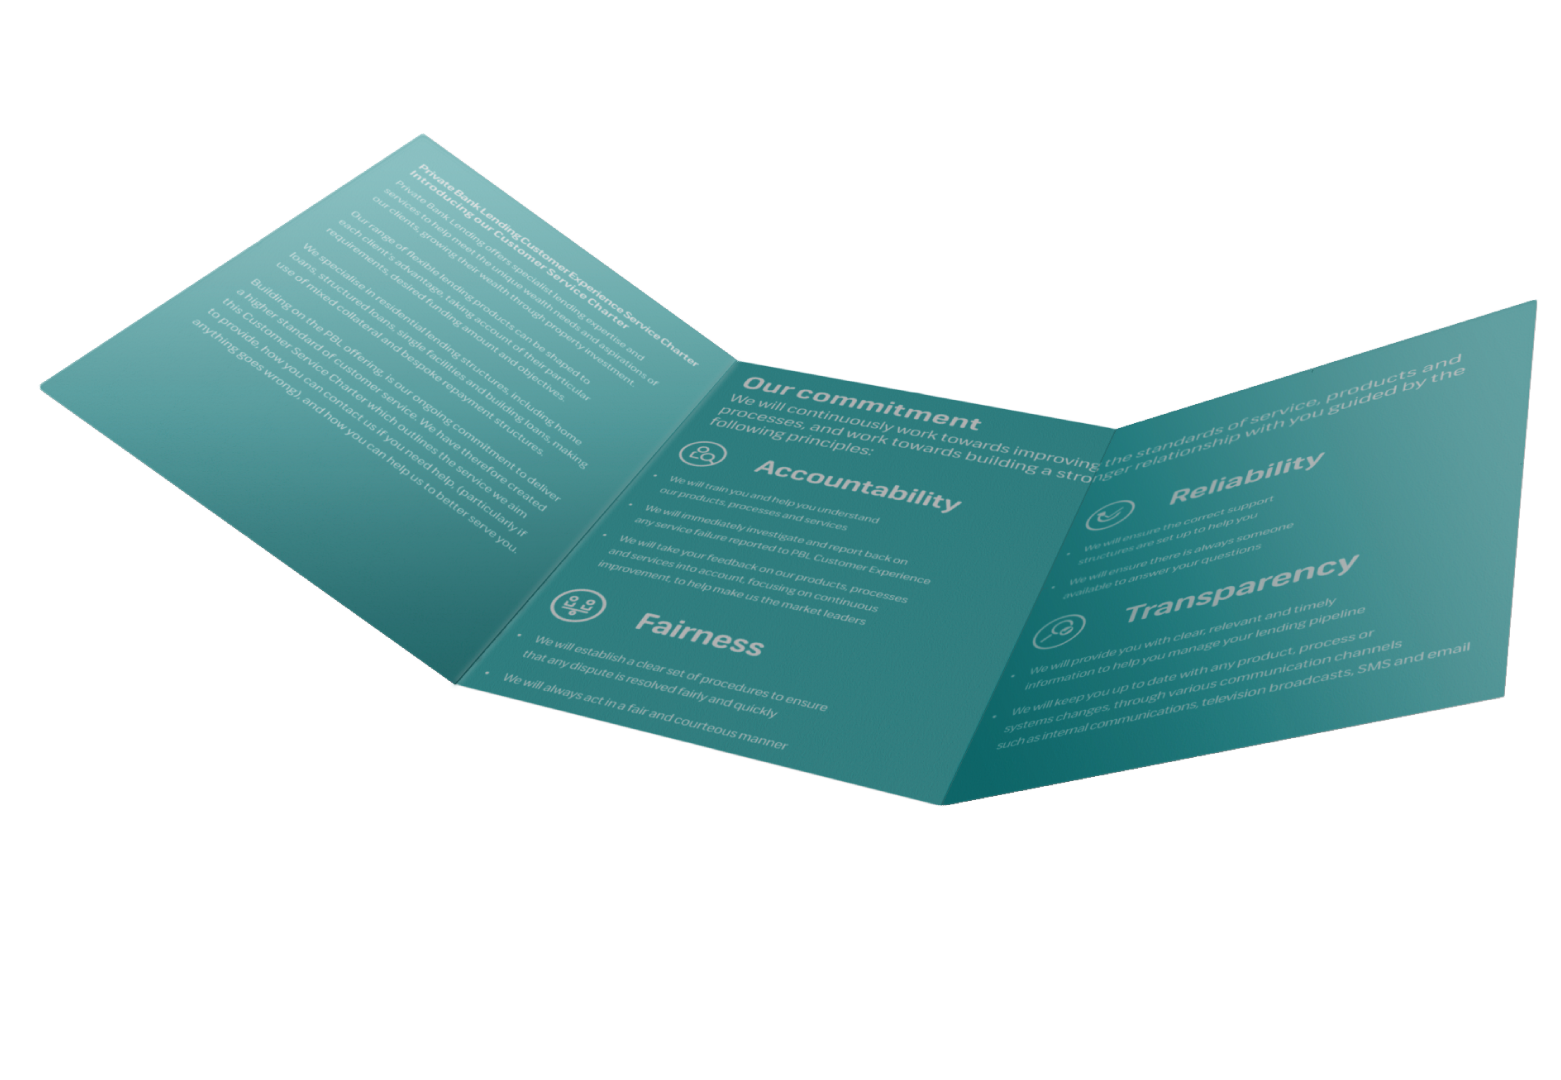 Private Bank Lending Customer Experience Service Charter
Introducing our Customer Service Charter
Private Bank Lending offers specialist lending expertise and
services to help meet the unique wealth needs and aspirations of
our clients, growing their wealth through property investment.
Our range of flexible lending products can be shaped to
each client's advantage, taking account of their particular
requirements, desired funding amount and objectives.
We specialise in residential lending structures, including home
loans, structured loans, single facilities and building loans, making
use of mixed collateral and bespoke repayment structures.
Building on the PBL offering, is our ongoing commitment to deliver
a higher standard of customer service. We have therefore created
this Customer Service Charter which outlines the service we aim
to provide, how you can contact us if you need help, (particularly if
anything goes wrong), and how you can help us to better serve you.
Our commitment
We will continuously work towards improving the standards of service, products and
processes, and work towards building a stronger relationship with you guided by the
following principles:
Accountability
• We will train you and help you understand
our products, processes and services
• We will immediately investigate and report back on
any service failure reported to PBL Customer Experience
• We will take your feedback on our products, processes
and services into account, focusing on continuous
improvement, to help make us the market leaders
Fairness
• We will establish a clear set of procedures to ensure
that any dispute is resolved fairly and quickly
• We will always act in a fair and courteous manner
Reliability
• We will ensure the correct support
structures are set up to help you
• We will ensure there is always someone
available to answer your questions
Transparency
• We will provide you with clear, relevant and timely
information to help you manage your lending pipeline
• We will keep you up to date with any product, process or
systems changes, through various communication channels
such as internal communications, television broadcasts, SMS and email